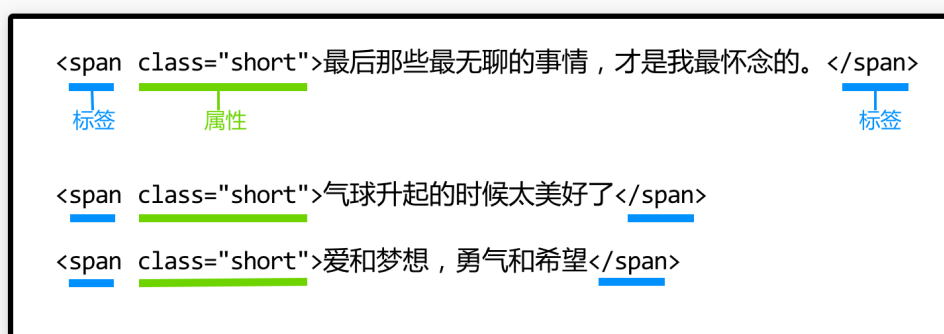 <span class="short">最后那些最无聊的事情，才是我最怀念的。</span>
标签 属性 标签
<span class="short">气球升起的时候太美好了</span>
<span class="short">爱和梦想，勇气和希望</span>